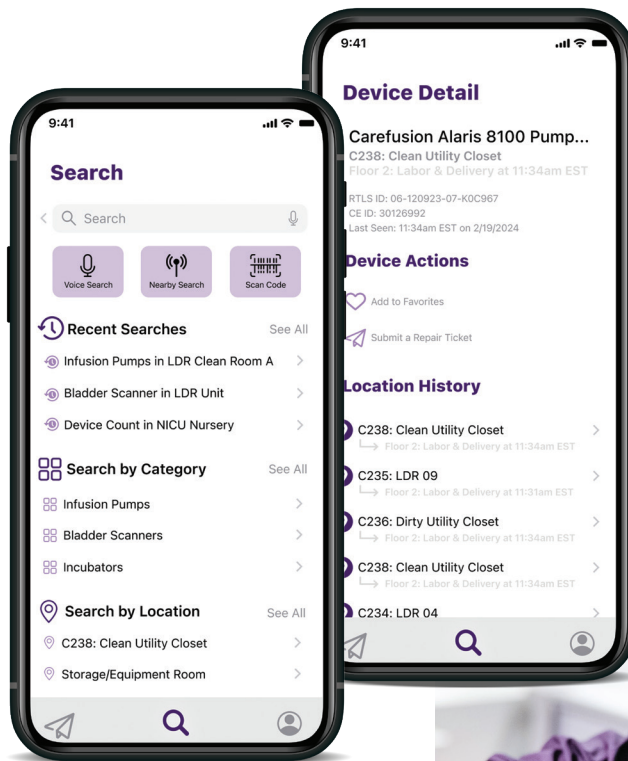 9:41
Search
Search
Voice Search
Nearby Search
Scan Code
Recent Searches See All
Infusion Pumps in LDR Clean Room A
Bladder Scanner in LDR Unit
Device Count in NICU Nursery
Search by Category See All
Infusion Pumps
Bladder Scanners
Incubators
Search by Location See All
C238: Clean Utility Closet
Storage/Equipment Room
9:41
Device Detail
Carefusion Alaris 8100 Pump...
C238: Clean Utility Closet
Floor 2: Labor & Delivery at 11:34am EST
RTLS ID: 06-120923-07-K0C967
CE ID: 30126992
Last Seen: 11:34am EST on 2/19/2024
Device Actions
Add to Favorites
Submit a Repair Ticket
Location History
C238: Clean Utility Closet
Floor 2: Labor & Delivery at 11:34am EST
C235: LDR 09
Floor 2: Labor & Delivery at 11:31am EST
C236: Dirty Utility Closet
Floor 2: Labor & Delivery at 11:34am EST
C238: Clean Utility Closet
Floor 2: Labor & Delivery at 11:34am EST
C234: LDR 04